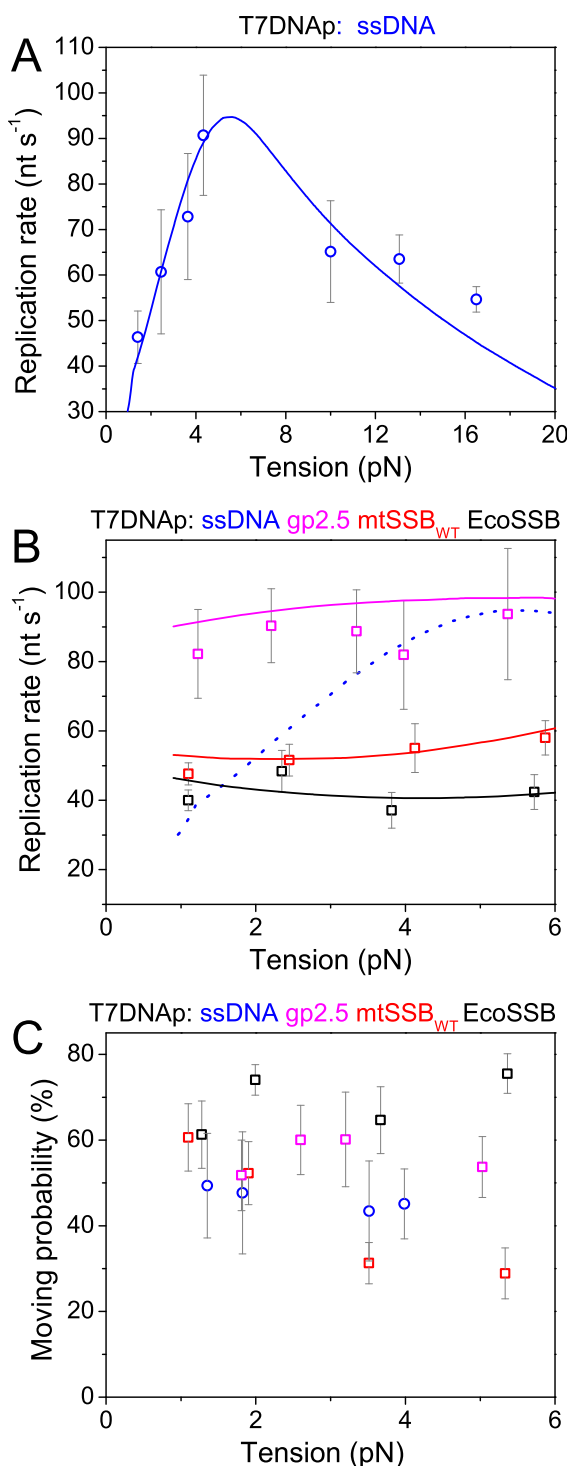 T7DNAp: ssDNA
A
110
100
90
80
70
60
50
40
30
Replication rate (nt s⁻¹)
0 4 8 12 16 20
Tension (pN)
T7DNAp: ssDNA gp2.5 mtSSB_WT EcoSSB
B
100
80
60
40
20
Replication rate (nt s⁻¹)
0 2 4 6
Tension (pN)
T7DNAp: ssDNA gp2.5 mtSSB_WT EcoSSB
C
80
60
40
20
0
Moving probability (%)
0 2 4 6
Tension (pN)